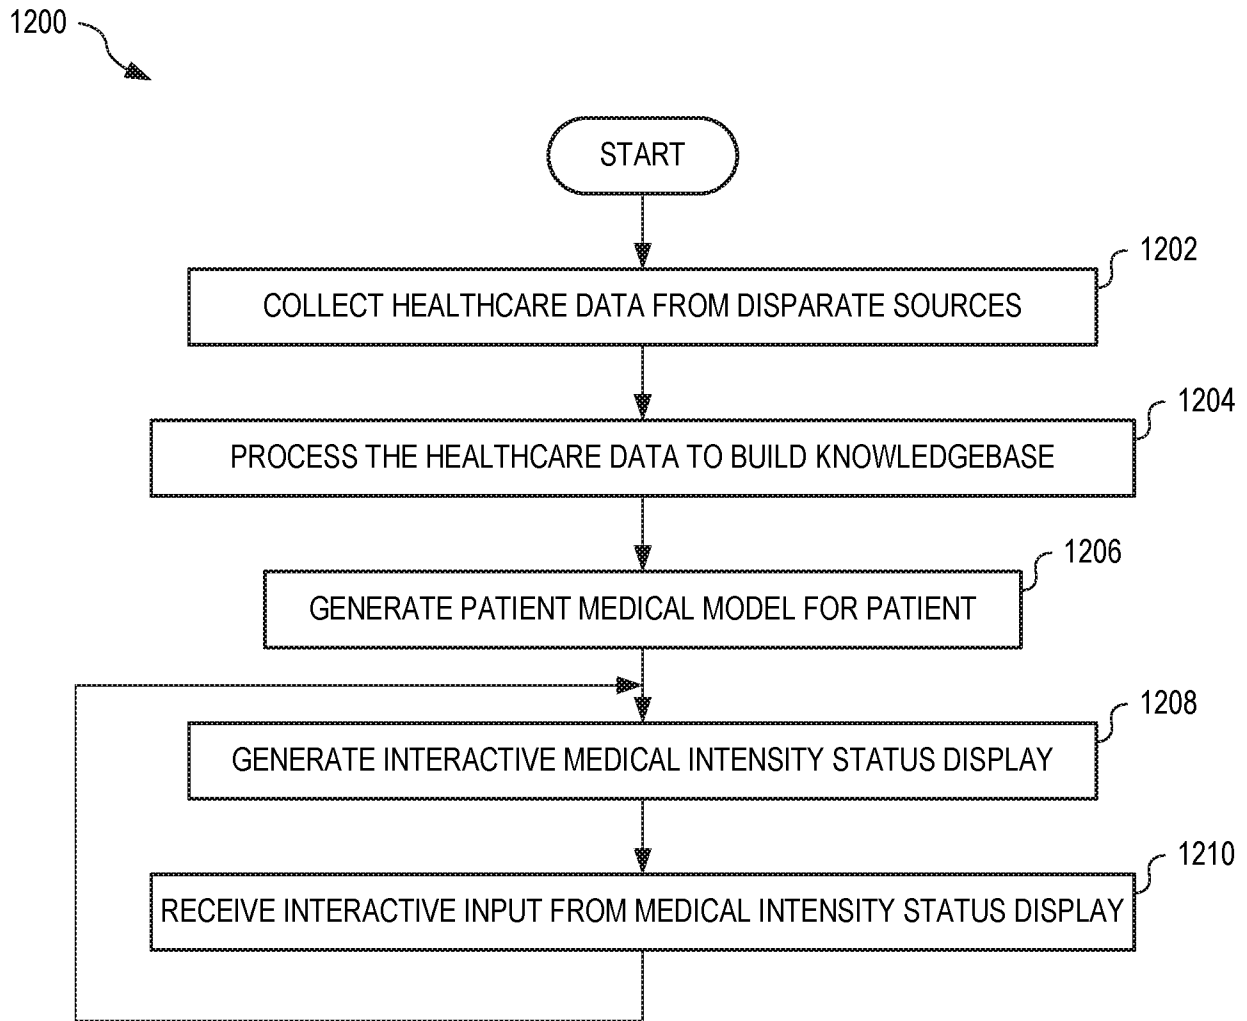 1200
START
1202
COLLECT HEALTHCARE DATA FROM DISPARATE SOURCES
1204
PROCESS THE HEALTHCARE DATA TO BUILD KNOWLEDGEBASE
1206
GENERATE PATIENT MEDICAL MODEL FOR PATIENT
1208
GENERATE INTERACTIVE MEDICAL INTENSITY STATUS DISPLAY
1210
RECEIVE INTERACTIVE INPUT FROM MEDICAL INTENSITY STATUS DISPLAY